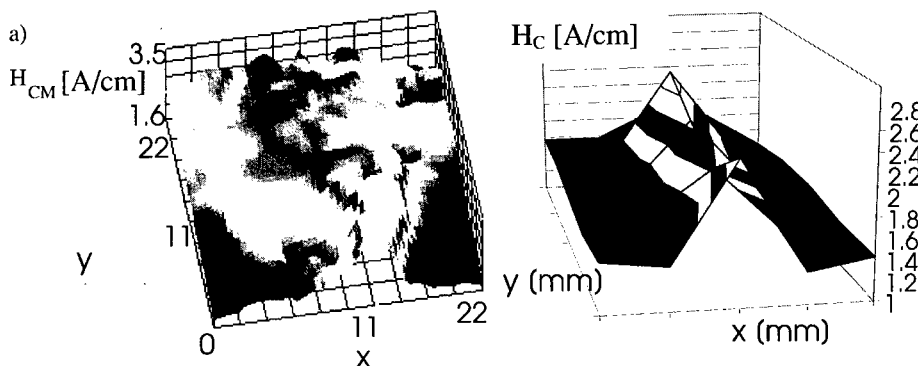 a)
3.5
H_CM [A/cm]
1.6
22
11
y
0
11
22
x
H_C [A/cm]
2.8
2.6
2.4
2.2
2
1.8
1.6
1.4
1.2
1
y (mm)
x (mm)